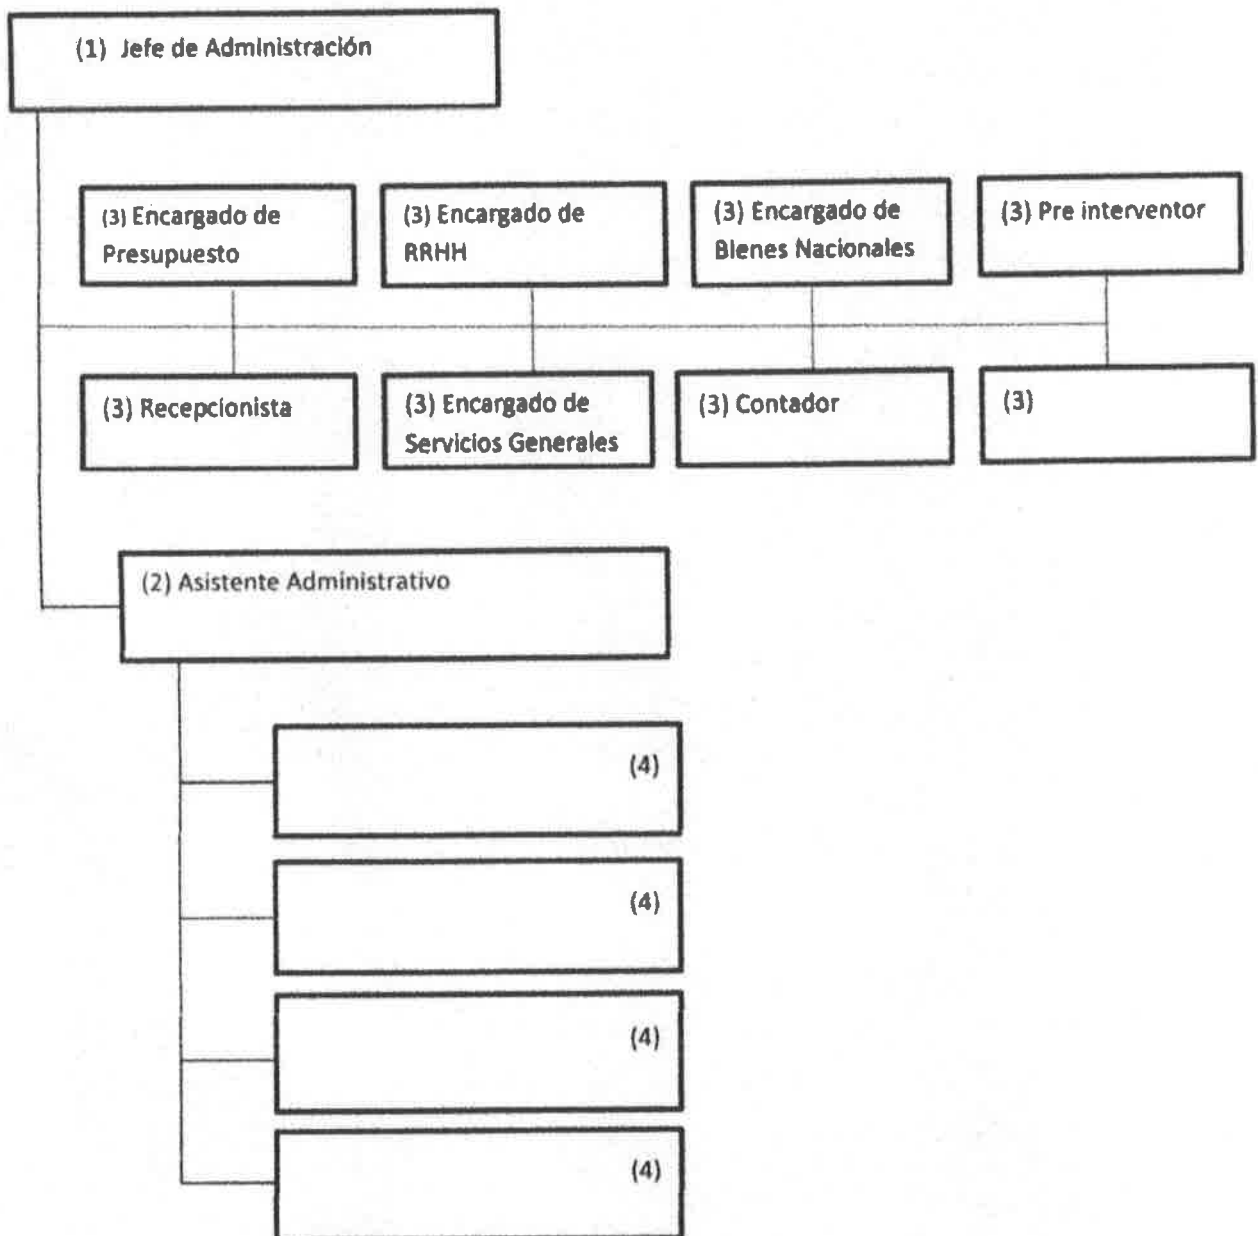 (1) Jefe de Administración
(3) Encargado de
Presupuesto
(3) Encargado de
RRHH
(3) Encargado de
Bienes Nacionales
(3) Pre interventor
(3) Recepcionista
(3) Encargado de
Servicios Generales
(3) Contador
(3)
(2) Asistente Administrativo
(4)
(4)
(4)
(4)